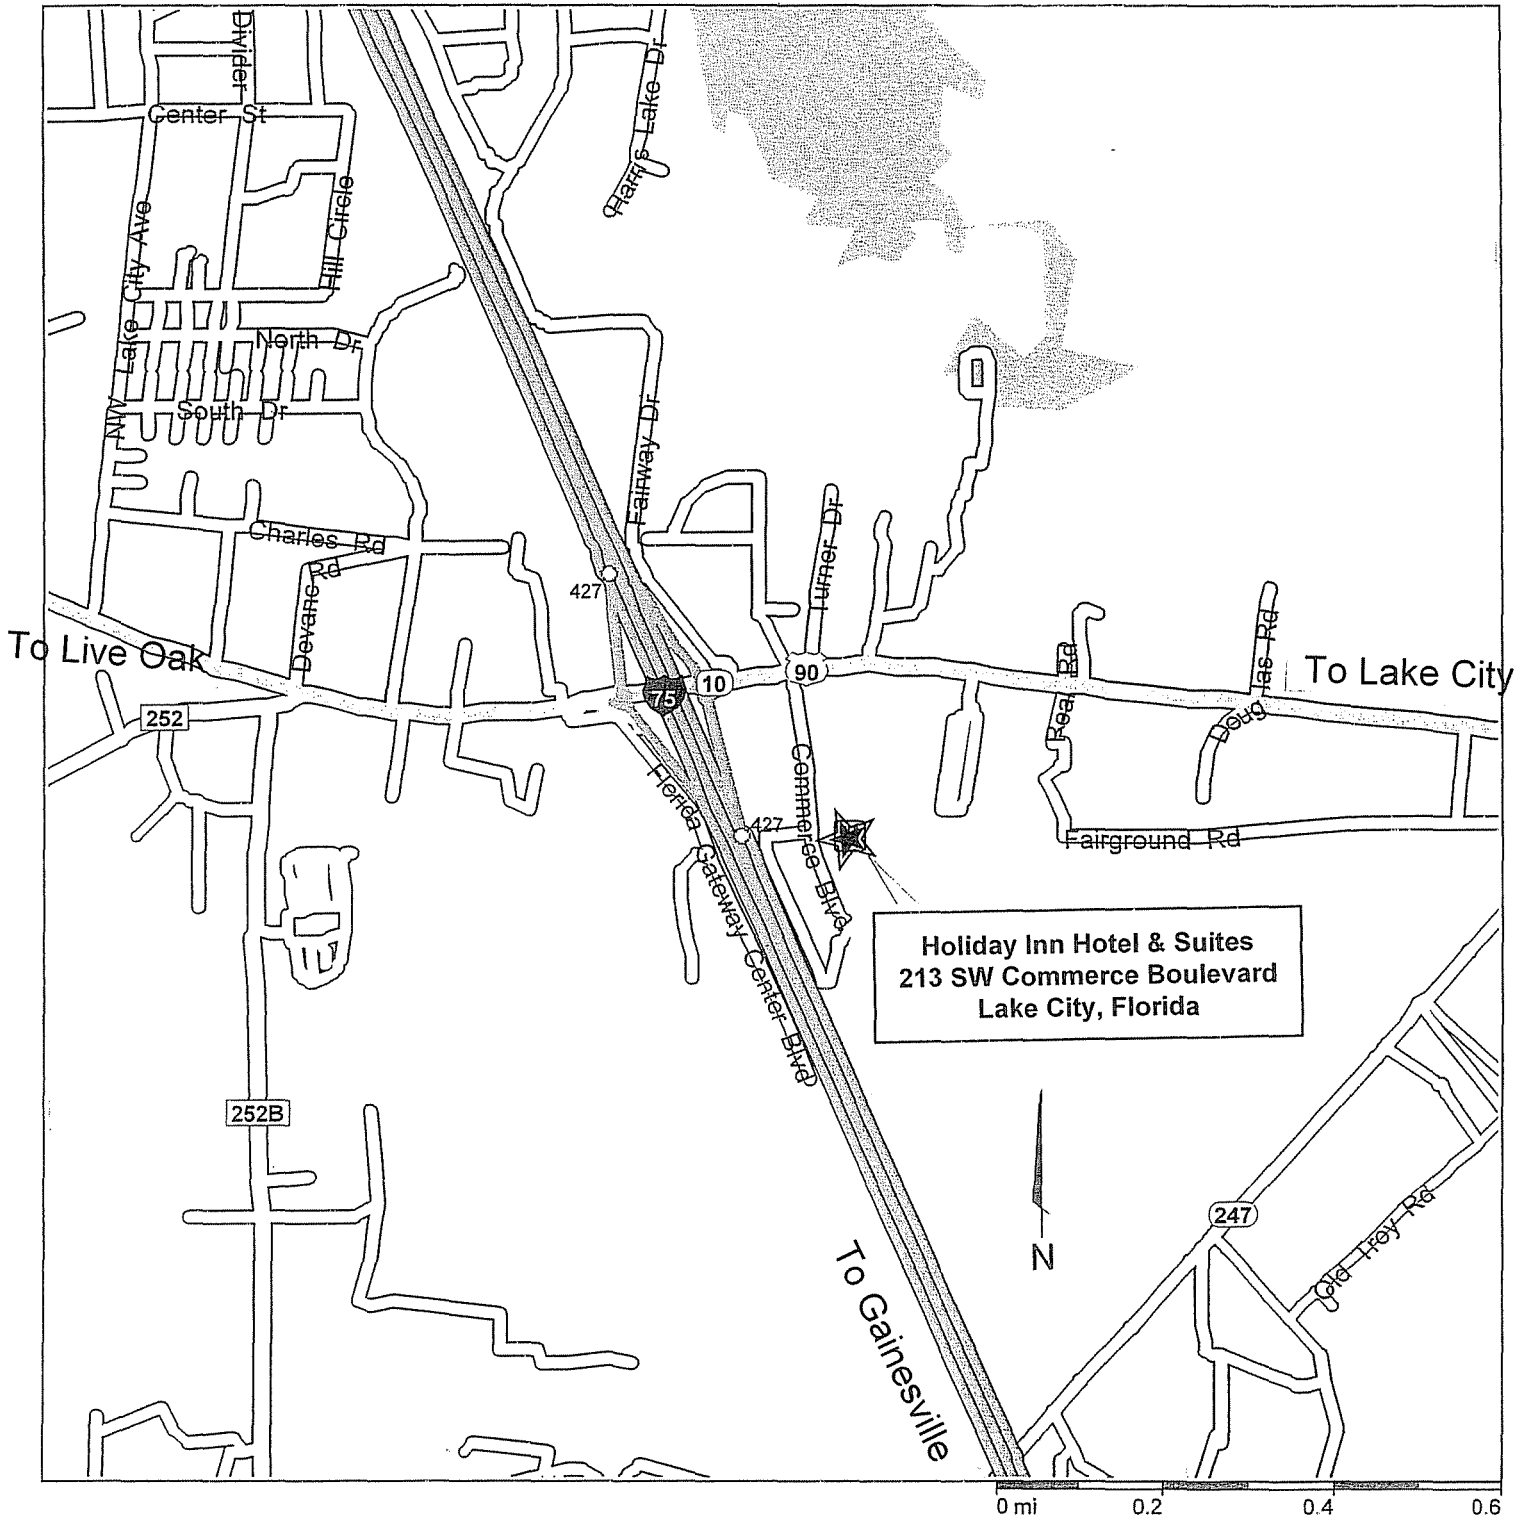 Divider
Center St
Harris Lake Dr
NW Lake City Ave
Hill Circle
North Dr
South Dr
Fairway Dr
Turner Dr
Charles Rd
Devane Rd
427
To Live Oak
252
75
10
90
Douglas Rd
To Lake City
Florida Gateway Center Blvd
Commerce Blvd
427
Fairground Rd
Holiday Inn Hotel & Suites
213 SW Commerce Boulevard
Lake City, Florida
252B
N
247
Old Troy Rd
To Gainesville
0 mi 0.2 0.4 0.6